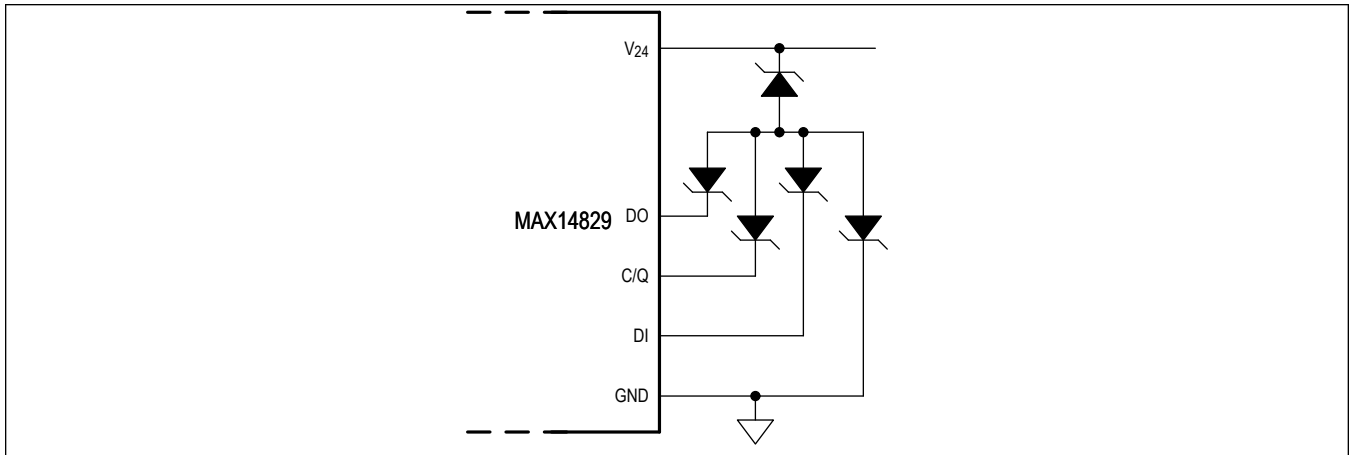 V24
MAX14829
DO
C/Q
DI
GND